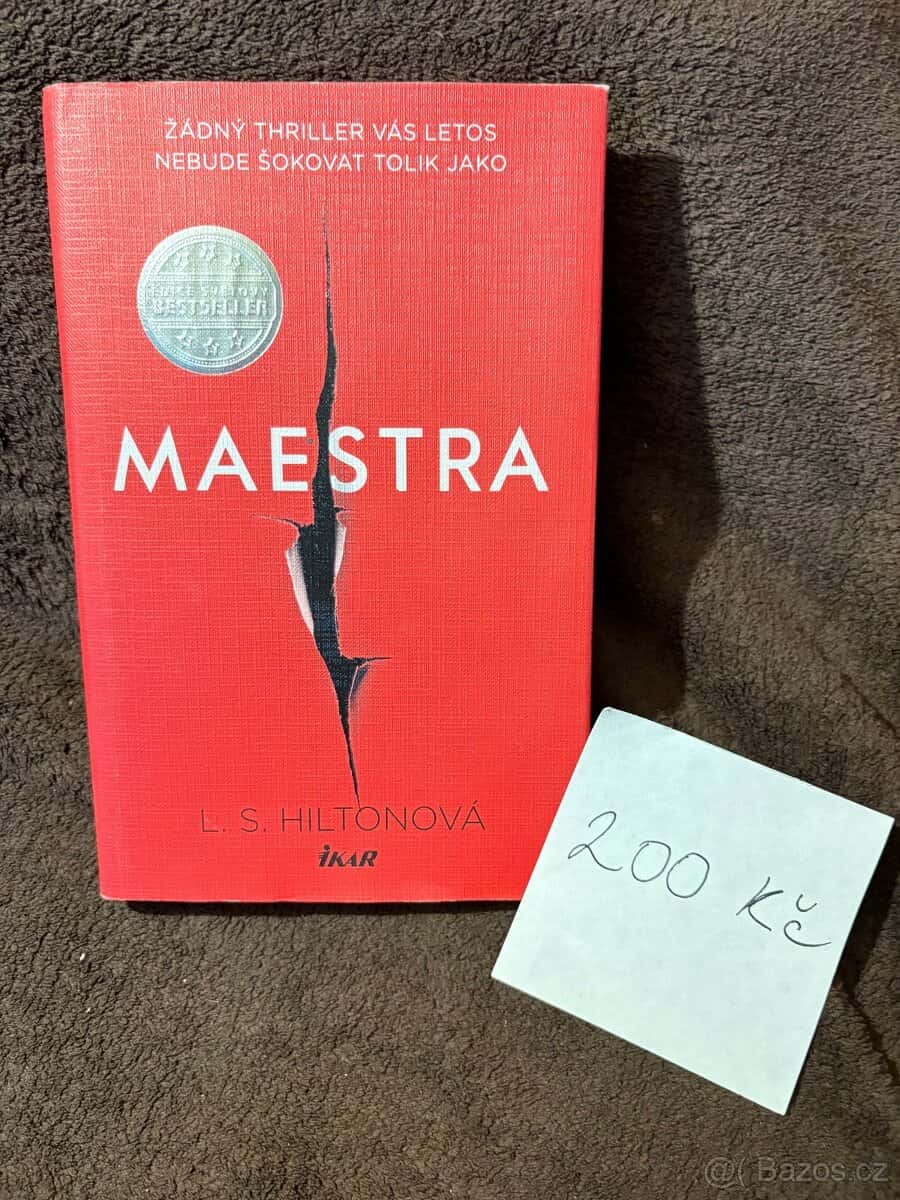 ŽÁDNÝ THRILLER VÁS LETOS
NEBUDE ŠOKOVAT TOLIK JAKO
EDICE SVĚTOVÝ
BESTSELLER
MAESTRA
L. S. HILTONOVÁ
iKAR
200 Kč
@ Bazos.cz